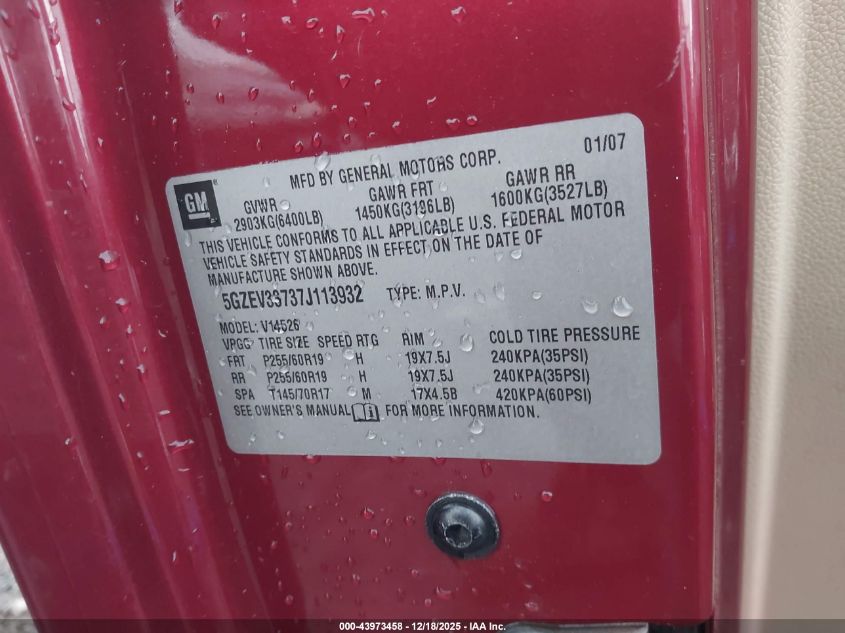 01/07
MFD BY GENERAL MOTORS CORP.
GM
GVWR GAWR FRT GAWR RR
2903KG(6400LB) 1450KG(3196LB) 1600KG(3527LB)
THIS VEHICLE CONFORMS TO ALL APPLICABLE U.S. FEDERAL MOTOR
VEHICLE SAFETY STANDARDS IN EFFECT ON THE DATE OF
MANUFACTURE SHOWN ABOVE.
5GZEV33737J113932 TYPE: M.P.V.
MODEL: V14526
VPGC TIRE SIZE SPEED RTG RIM COLD TIRE PRESSURE
FRT P255/60R19 H 19X7.5J 240KPA(35PSI)
RR P255/60R19 H 19X7.5J 240KPA(35PSI)
SPA T145/70R17 M 17X4.5B 420KPA(60PSI)
SEE OWNER'S MANUAL FOR MORE INFORMATION.
000-43973458 - 12/18/2025 - IAA Inc.